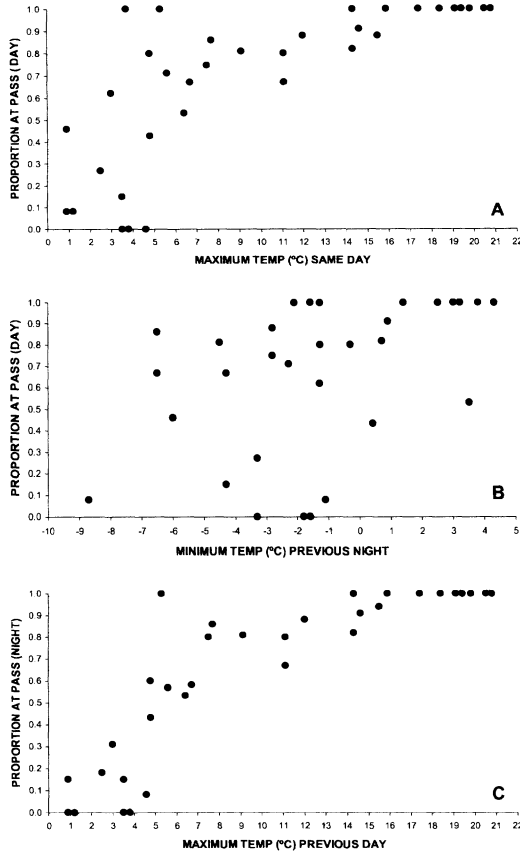 PROPORTION AT PASS (DAY)
1.0
0.9
0.8
0.7
0.6
0.5
0.4
0.3
0.2
0.1
0.0
A
0 1 2 3 4 5 6 7 8 9 10 11 12 13 14 15 16 17 18 19 20 21 22
MAXIMUM TEMP (ºC) SAME DAY
PROPORTION AT PASS (DAY)
1.0
0.9
0.8
0.7
0.6
0.5
0.4
0.3
0.2
0.1
0.0
B
-10 -9 -8 -7 -6 -5 -4 -3 -2 -1 0 1 2 3 4 5
MINIMUM TEMP (ºC) PREVIOUS NIGHT
PROPORTION AT PASS (NIGHT)
1.0
0.9
0.8
0.7
0.6
0.5
0.4
0.3
0.2
0.1
0.0
C
0 1 2 3 4 5 6 7 8 9 10 11 12 13 14 15 16 17 18 19 20 21 22
MAXIMUM TEMP (ºC) PREVIOUS DAY